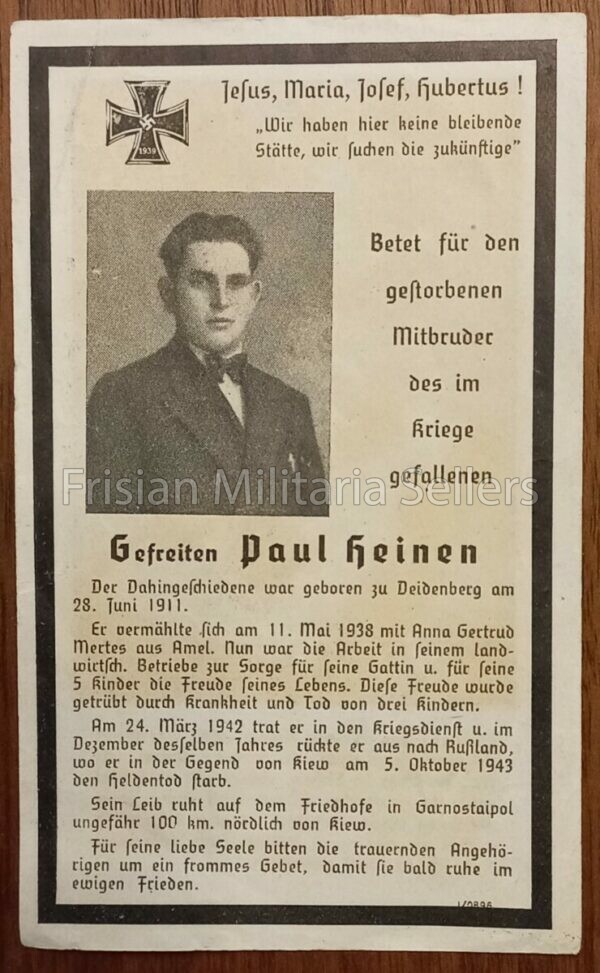 Jesus, Maria, Josef, Hubertus !
„Wir haben hier keine bleibende
Stätte, wir suchen die zukünftige”
1939
Betet für den
gestorbenen
Mitbruder
des im
Kriege
gefallenen
Frisian Militaria Sellers
Gefreiten Paul Heinen
Der Dahingeschiedene war geboren zu Deidenberg am
28. Juni 1911.
Er vermählte sich am 11. Mai 1938 mit Anna Gertrud
Mertes aus Amel. Nun war die Arbeit in seinem land-
wirtsch. Betriebe zur Sorge für seine Gattin u. für seine
5 Kinder die Freude seines Lebens. Diese Freude wurde
getrübt durch Krankheit und Tod von drei Kindern.
Am 24. März 1942 trat er in den Kriegsdienst u. im
Dezember desselben Jahres rückte er aus nach Rußland,
wo er in der Gegend von Kiew am 5. Oktober 1943
den Heldentod starb.
Sein Leib ruht auf dem Friedhofe in Garnostaipol
ungefähr 100 km. nördlich von Kiew.
Für seine liebe Seele bitten die trauernden Angehö-
rigen um ein frommes Gebet, damit sie bald ruhe im
ewigen Frieden.